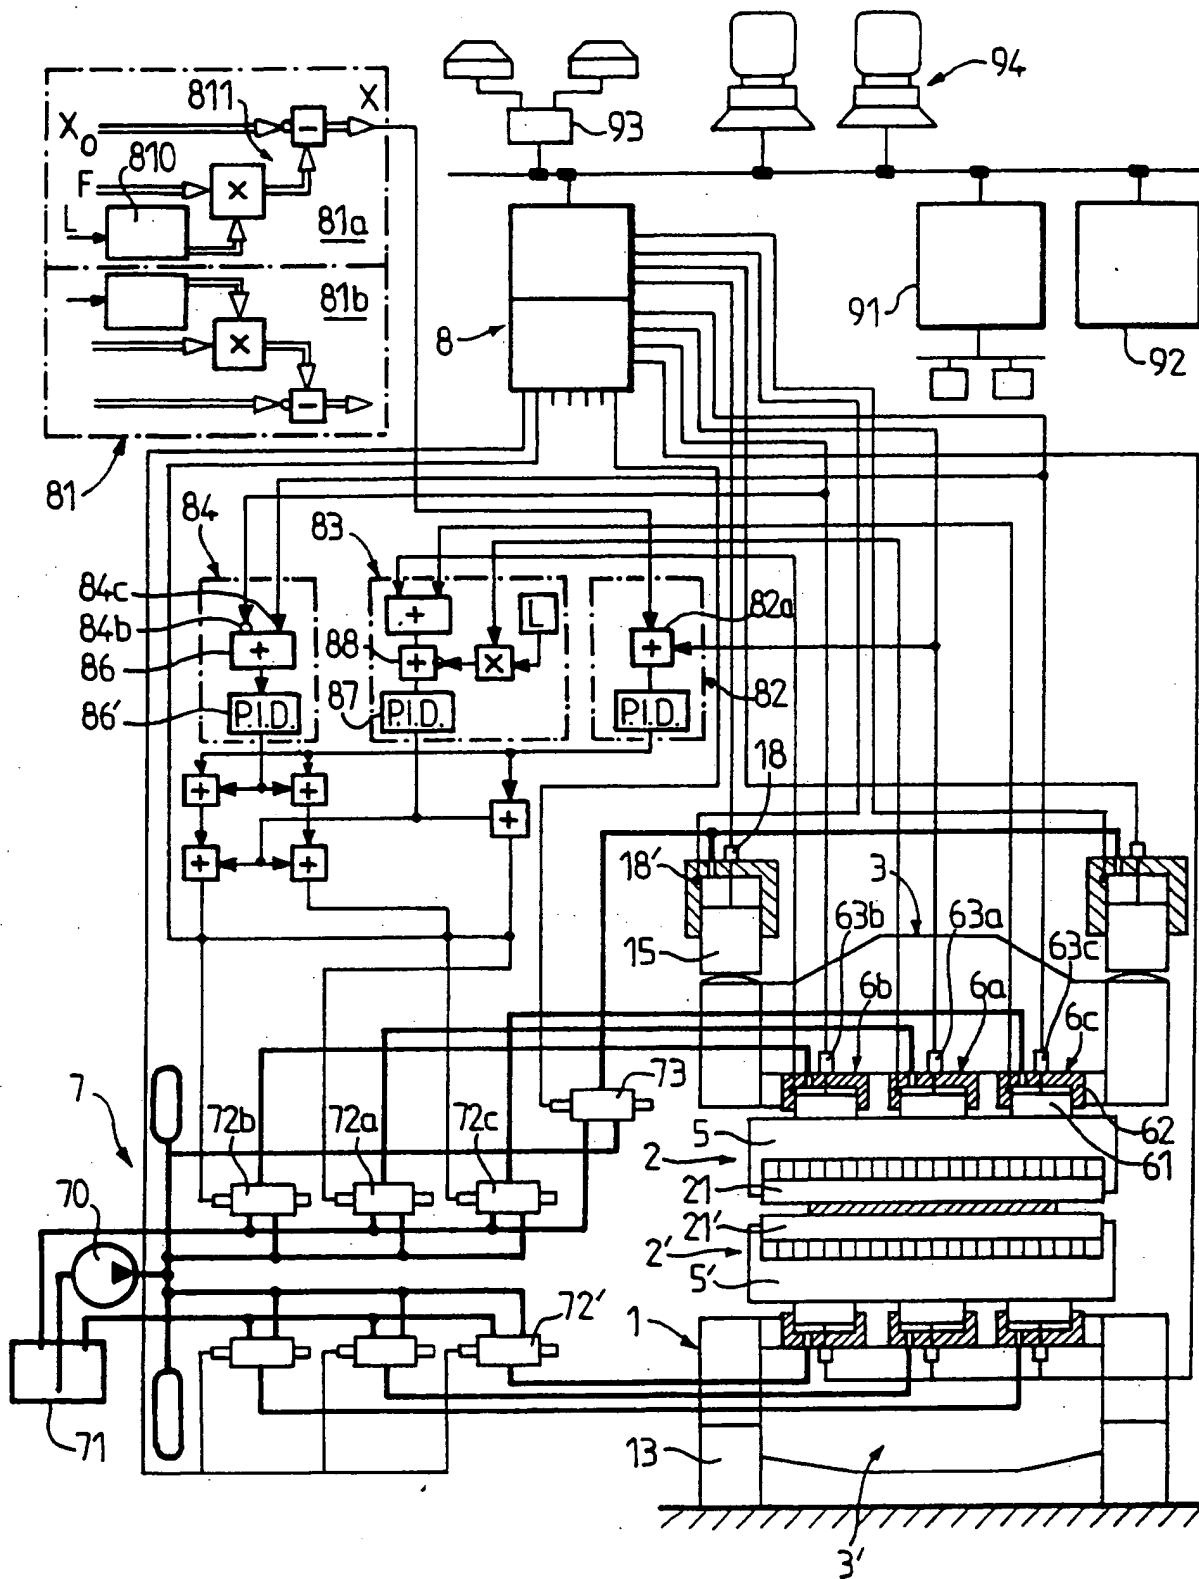 94
811
X
X0
810
93
F
L
81a
81b
8
91
92
81
84
83
84c
82a
84b
+
+
L
86
+
88
+
×
+
82
86'
P.I.D.
87
P.I.D.
P.I.D.
18
+
+
+
+
+
18'
3
63b
63a
63c
15
6b
6a
6c
7
73
72b
72a
72c
5
62
2
61
70
21
21'
2'
5'
72'
1
71
13
3'
×
−
×
−